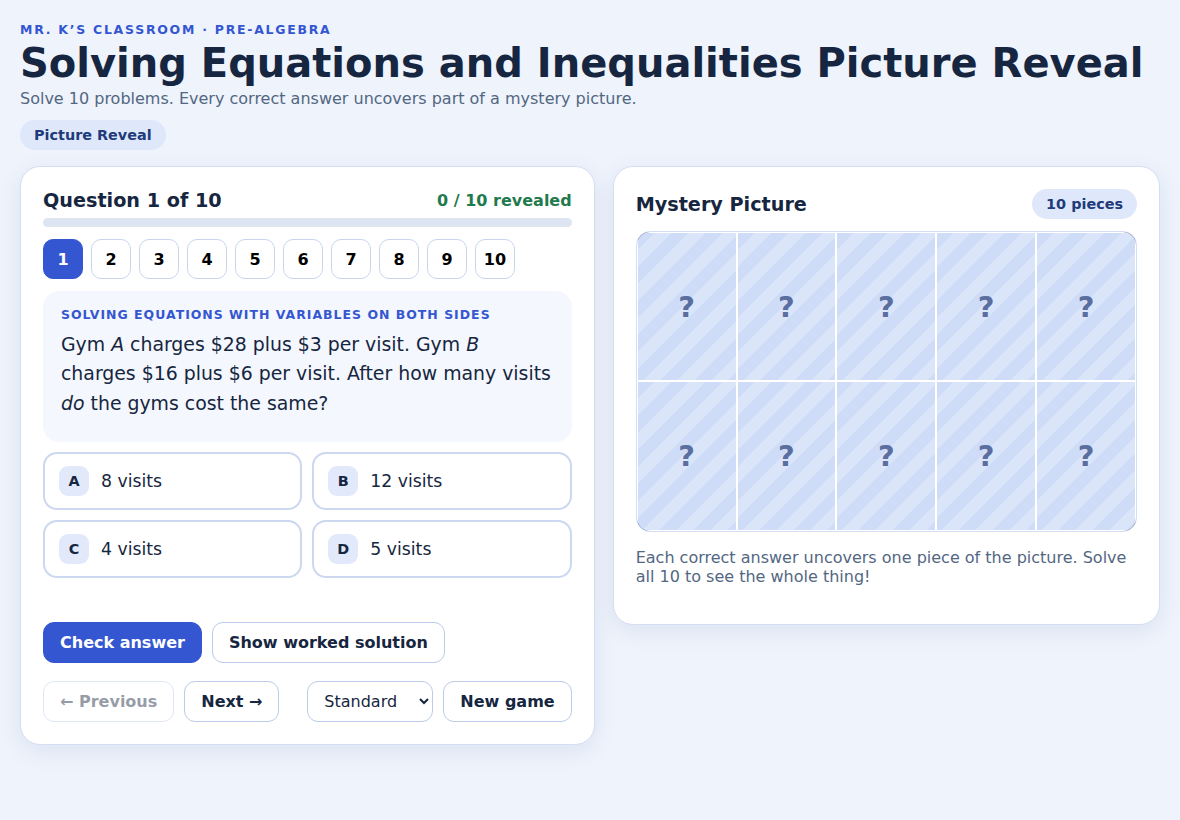 MR. K’S CLASSROOM · PRE-ALGEBRA
Solving Equations and Inequalities Picture Reveal
Solve 10 problems. Every correct answer uncovers part of a mystery picture.
Picture Reveal
Question 1 of 10
0 / 10 revealed
1 2 3 4 5 6 7 8 9 10
SOLVING EQUATIONS WITH VARIABLES ON BOTH SIDES
Gym A charges $28 plus $3 per visit. Gym B
charges $16 plus $6 per visit. After how many visits
do the gyms cost the same?
A 8 visits
B 12 visits
C 4 visits
D 5 visits
Check answer
Show worked solution
← Previous
Next →
Standard
New game
Mystery Picture
10 pieces
? ? ? ? ?
? ? ? ? ?
Each correct answer uncovers one piece of the picture. Solve
all 10 to see the whole thing!